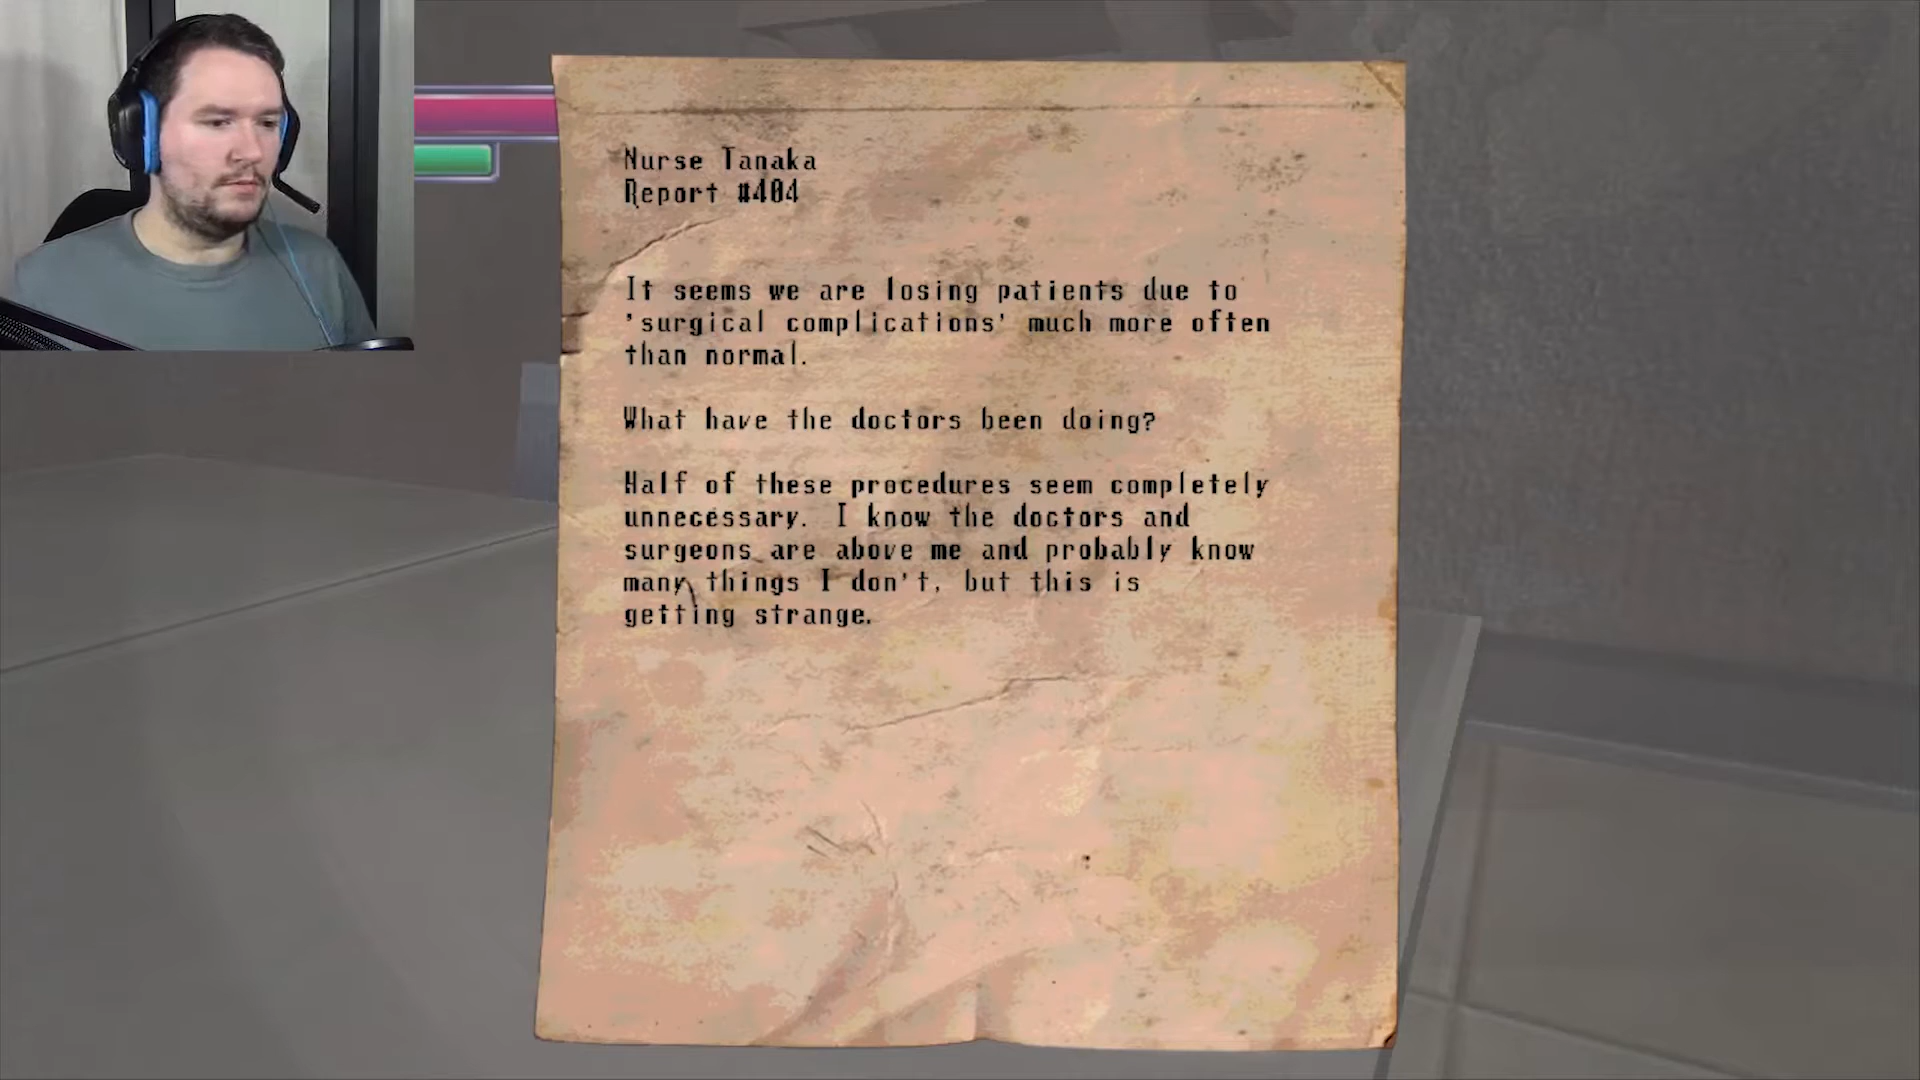 Nurse Tanaka
Report #404
It seems we are losing patients due to
'surgical complications' much more often
than normal.
What have the doctors been doing?
Half of these procedures seem completely
unnecessary. I know the doctors and
surgeons are above me and probably know
many things I don't, but this is
getting strange.